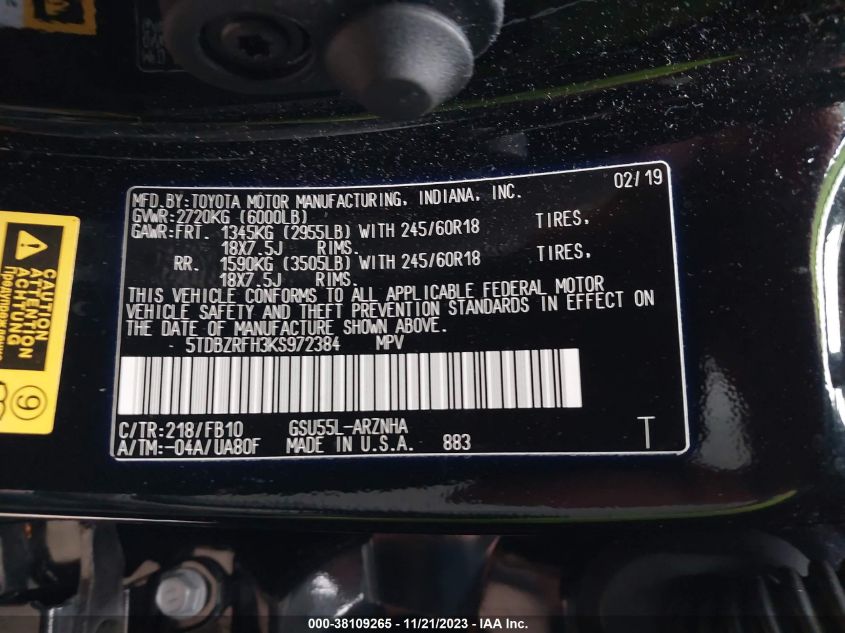 MFD.BY:TOYOTA MOTOR MANUFACTURING, INDIANA, INC. 02/19
GVWR:2720KG (6000LB)
GAWR:FRT. 1345KG (2955LB) WITH 245/60R18 TIRES,
18X7.5J RIMS.
RR. 1590KG (3505LB) WITH 245/60R18 TIRES,
18X7.5J RIMS.
THIS VEHICLE CONFORMS TO ALL APPLICABLE FEDERAL MOTOR
VEHICLE SAFETY AND THEFT PREVENTION STANDARDS IN EFFECT ON
THE DATE OF MANUFACTURE SHOWN ABOVE.
5TDBZRFH3KS972384 MPV
C/TR:218/FB10 GSU55L-ARZNHA
A/TM:-04A/UA80F MADE IN U.S.A. 883 T
CAUTION
ATTENTION
ACHTUNG
9
000-38109265 - 11/21/2023 - IAA Inc.